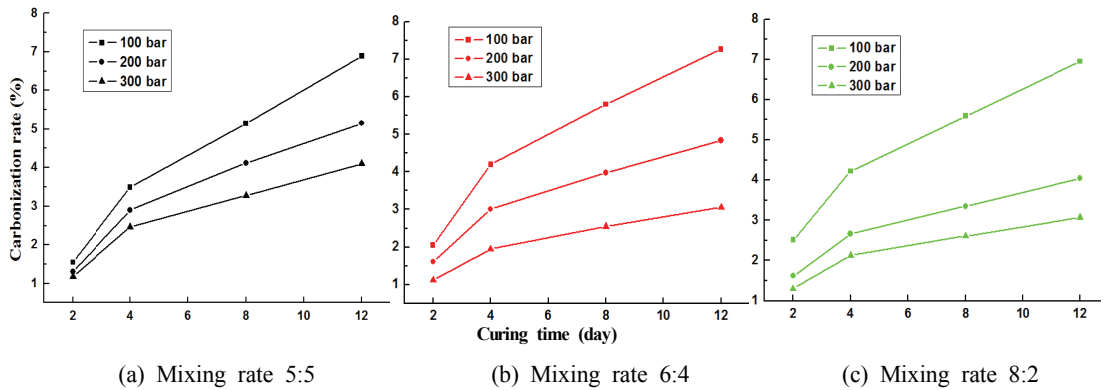 8
7
6
5
4
3
2
1
Carbonization rate (%)
100 bar
200 bar
300 bar
2 4 6 8 10 12
8
7
6
5
4
3
2
1
100 bar
200 bar
300 bar
2 4 6 8 10 12
8
7
6
5
4
3
2
1
100 bar
200 bar
300 bar
2 4 6 8 10 12
Curing time (day)
(a) Mixing rate 5:5
(b) Mixing rate 6:4
(c) Mixing rate 8:2